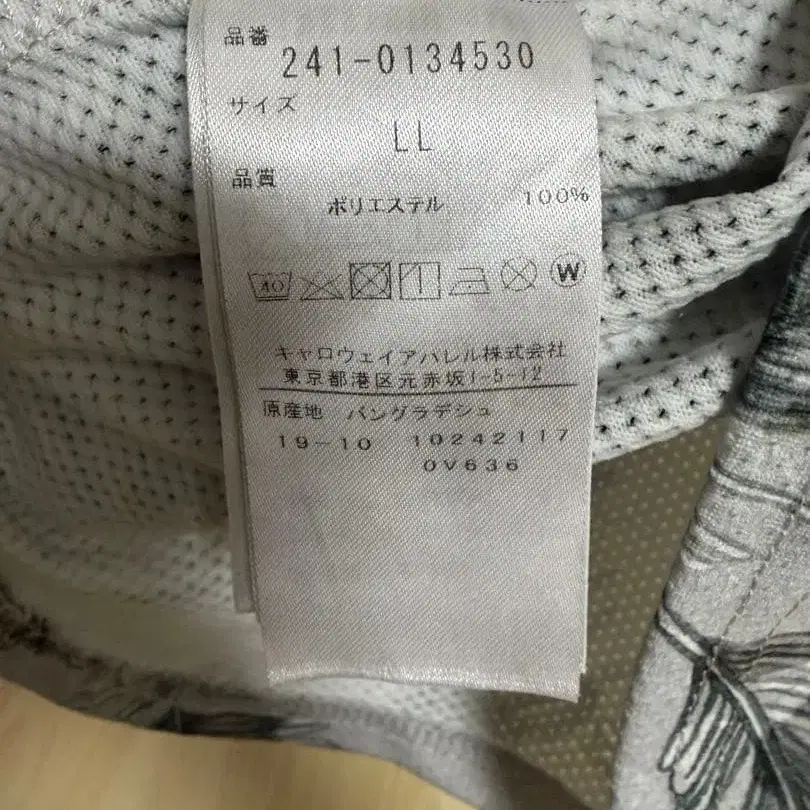 品番
241-0134530
サイズ
LL
品質
ポリエステル 100%
40 W
キャロウェイアパレル株式会社
東京都港区元赤坂1-5-12
原産地 バングラデシュ
19-10 10242117
0V636